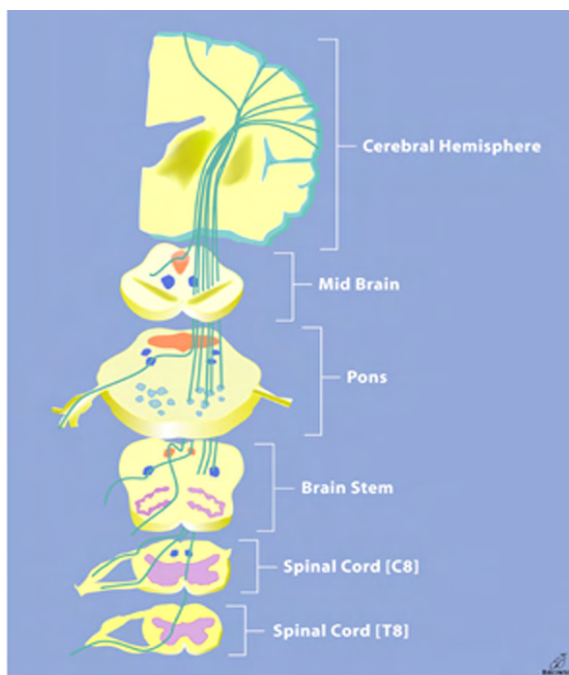 Cerebral Hemisphere
Mid Brain
Pons
Brain Stem
Spinal Cord [C8]
Spinal Cord [T8]